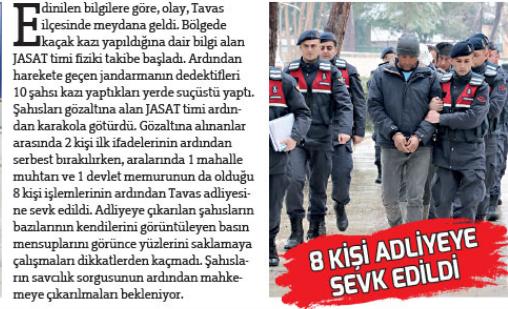 Edinilen bilgilere göre, olay, Tavas
ilçesinde meydana geldi. Bölgede
kaçak kazı yapıldığına dair bilgi alan
JASAT timi fiziki takibe başladı. Ardından
harekete geçen jandarmanın dedektifleri
10 şahsı kazı yaptıkları yerde suçüstü yaptı.
Şahısları gözaltına alan JASAT timi ardın-
dan karakola götürdü. Gözaltına alınanlar
arasında 2 kişi ilk ifadelerinin ardından
serbest bırakılırken, aralarında 1 mahalle
muhtarı ve 1 devlet memurunun da olduğu
8 kişi işlemlerinin ardından Tavas adliyesi-
ne sevk edildi. Adliyeye çıkarılan şahısların
bazılarının kendilerini görüntüleyen basın
mensuplarını görünce yüzlerini saklamaya
çalışmaları dikkatlerden kaçmadı. Şahısla-
rın savcılık sorgusunun ardından mahke-
meye çıkarılmaları bekleniyor.
8 KİŞİ ADLİYEYE
SEVK EDİLDİ